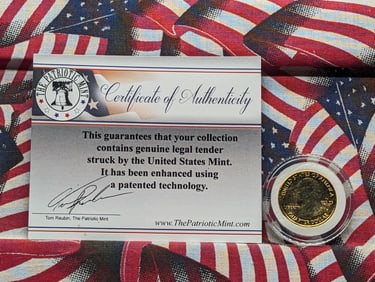 THE PATRIOTIC MINT
Certificate of Authenticity
This guarantees that your collection
contains genuine legal tender
struck by the United States Mint.
It has been enhanced using
a patented technology.
Tom Reubin, The Patriotic Mint
www.ThePatrioticMint.com